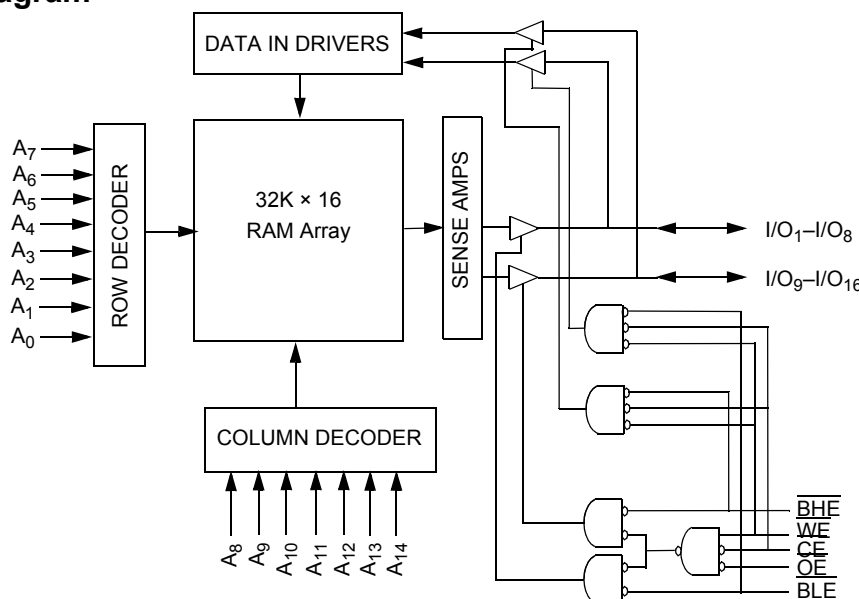 DATA IN DRIVERS
A7
A6
A5
A4
A3
A2
A1
A0
ROW DECODER
32K × 16
RAM Array
SENSE AMPS
I/O1–I/O8
I/O9–I/O16
COLUMN DECODER
A8
A9
A10
A11
A12
A13
A14
BHE
WE
CE
OE
BLE